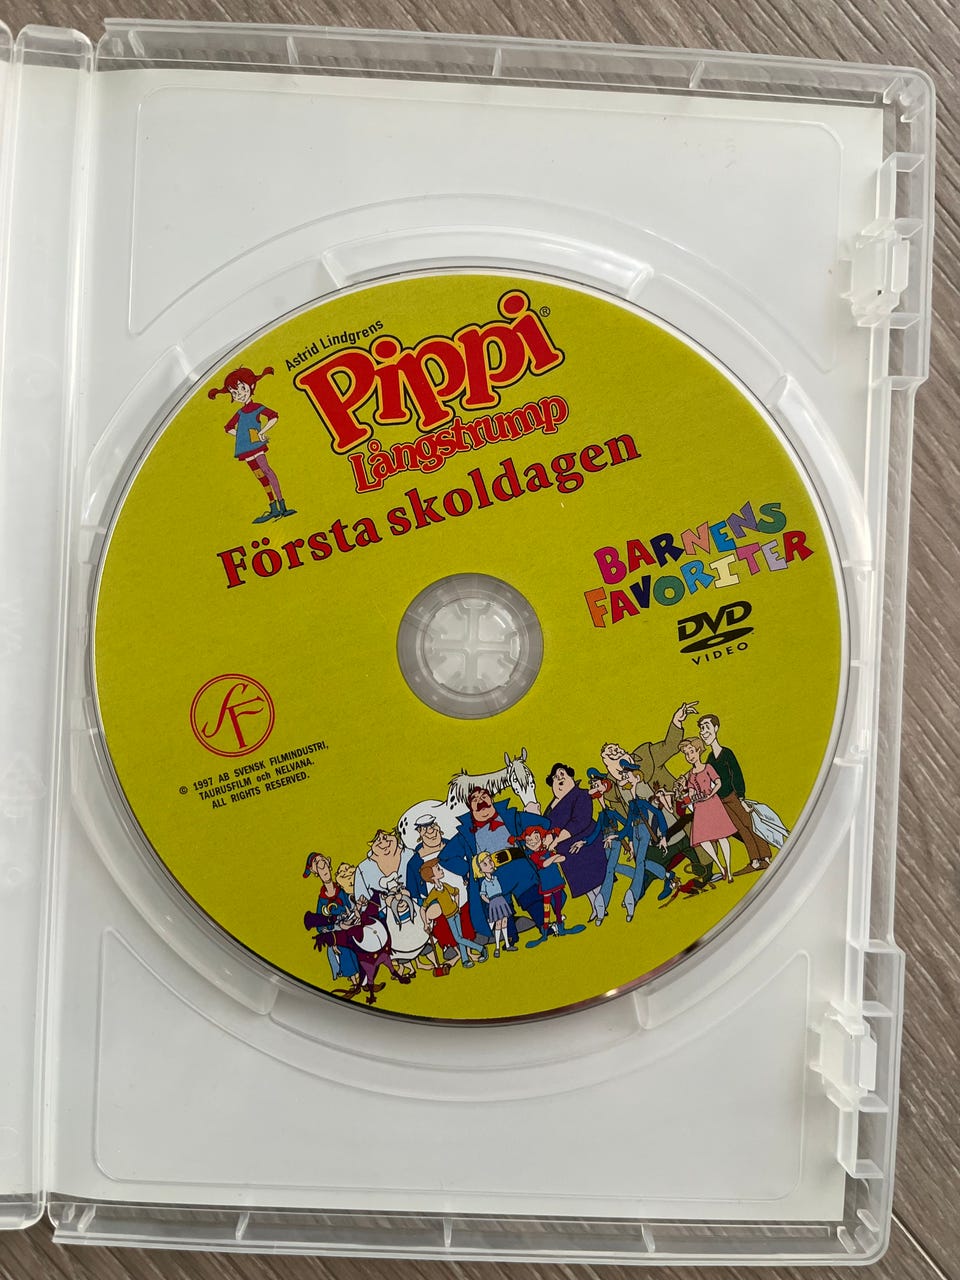 Astrid Lindgrens
Pippi®
Långstrump
Första skoldagen
BARNENS
FAVORITER
DVD
VIDEO
SF
© 1997 AB SVENSK FILMINDUSTRI,
TAURUSFILM och NELVANA.
ALL RIGHTS RESERVED.